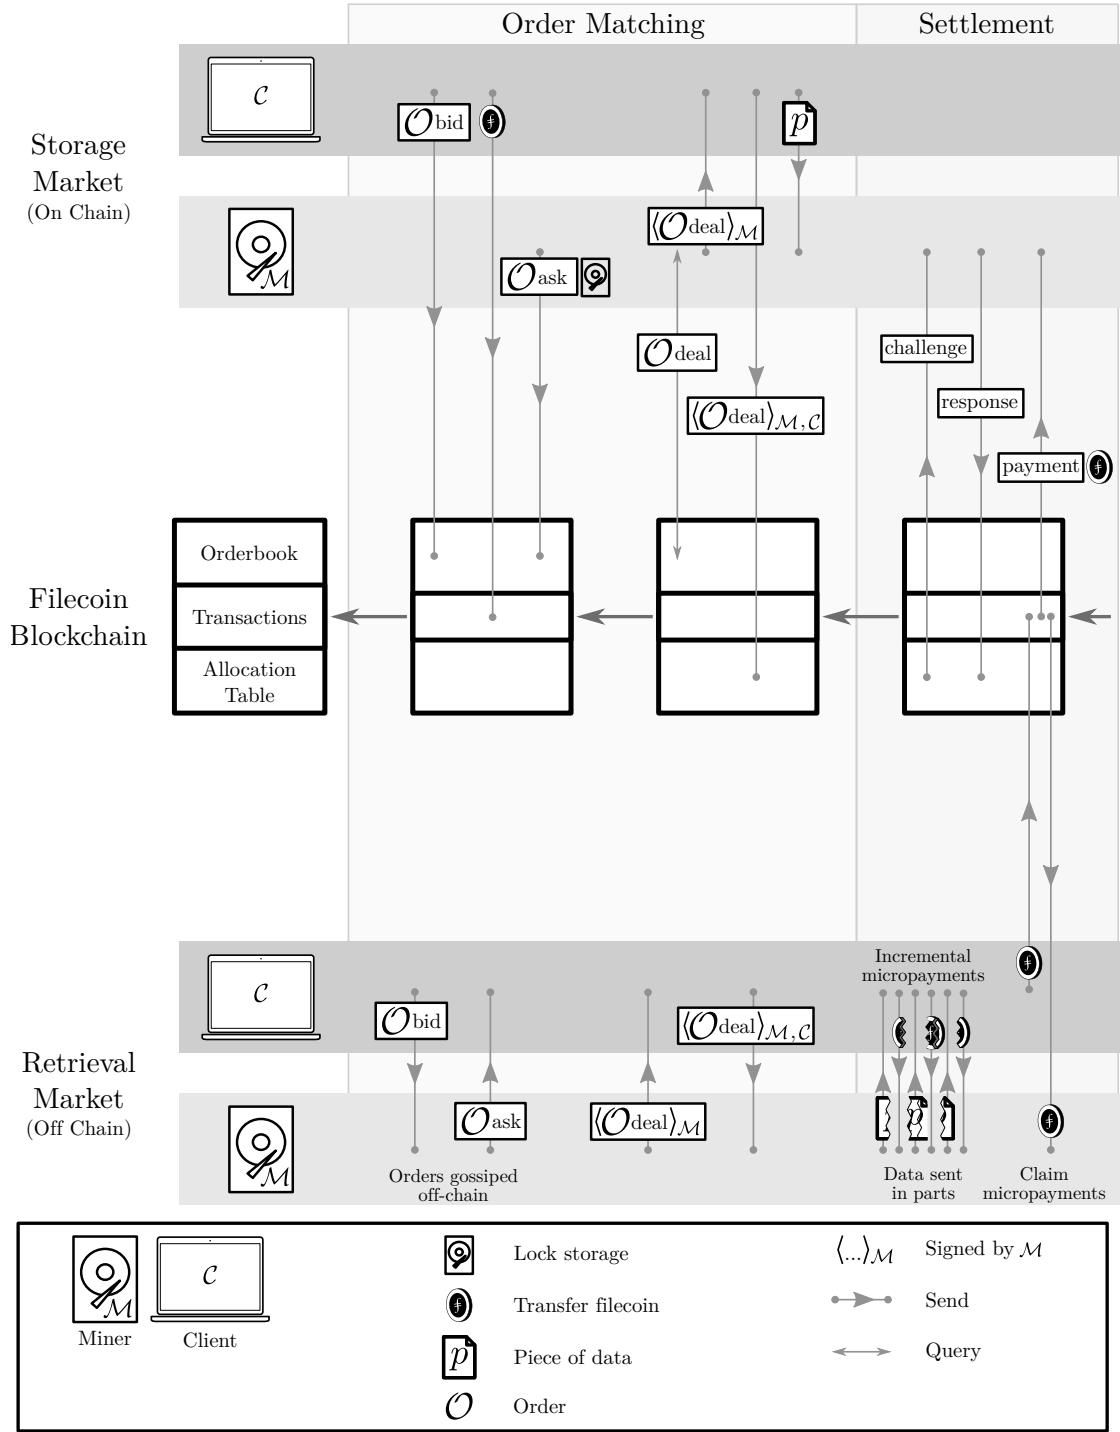 Order Matching
Settlement
Storage
Market
(On Chain)
C
M
O bid
O ask
⟨O deal⟩M
p
O deal
⟨O deal⟩M,C
challenge
response
payment
Filecoin
Blockchain
Orderbook
Transactions
Allocation
Table
Retrieval
Market
(Off Chain)
C
M
O bid
O ask
⟨O deal⟩M
⟨O deal⟩M,C
Incremental
micropayments
Orders gossiped
off-chain
Data sent
in parts
Claim
micropayments
M
Miner
C
Client
Lock storage
Transfer filecoin
p
Piece of data
O
Order
⟨...⟩M
Signed by M
Send
Query